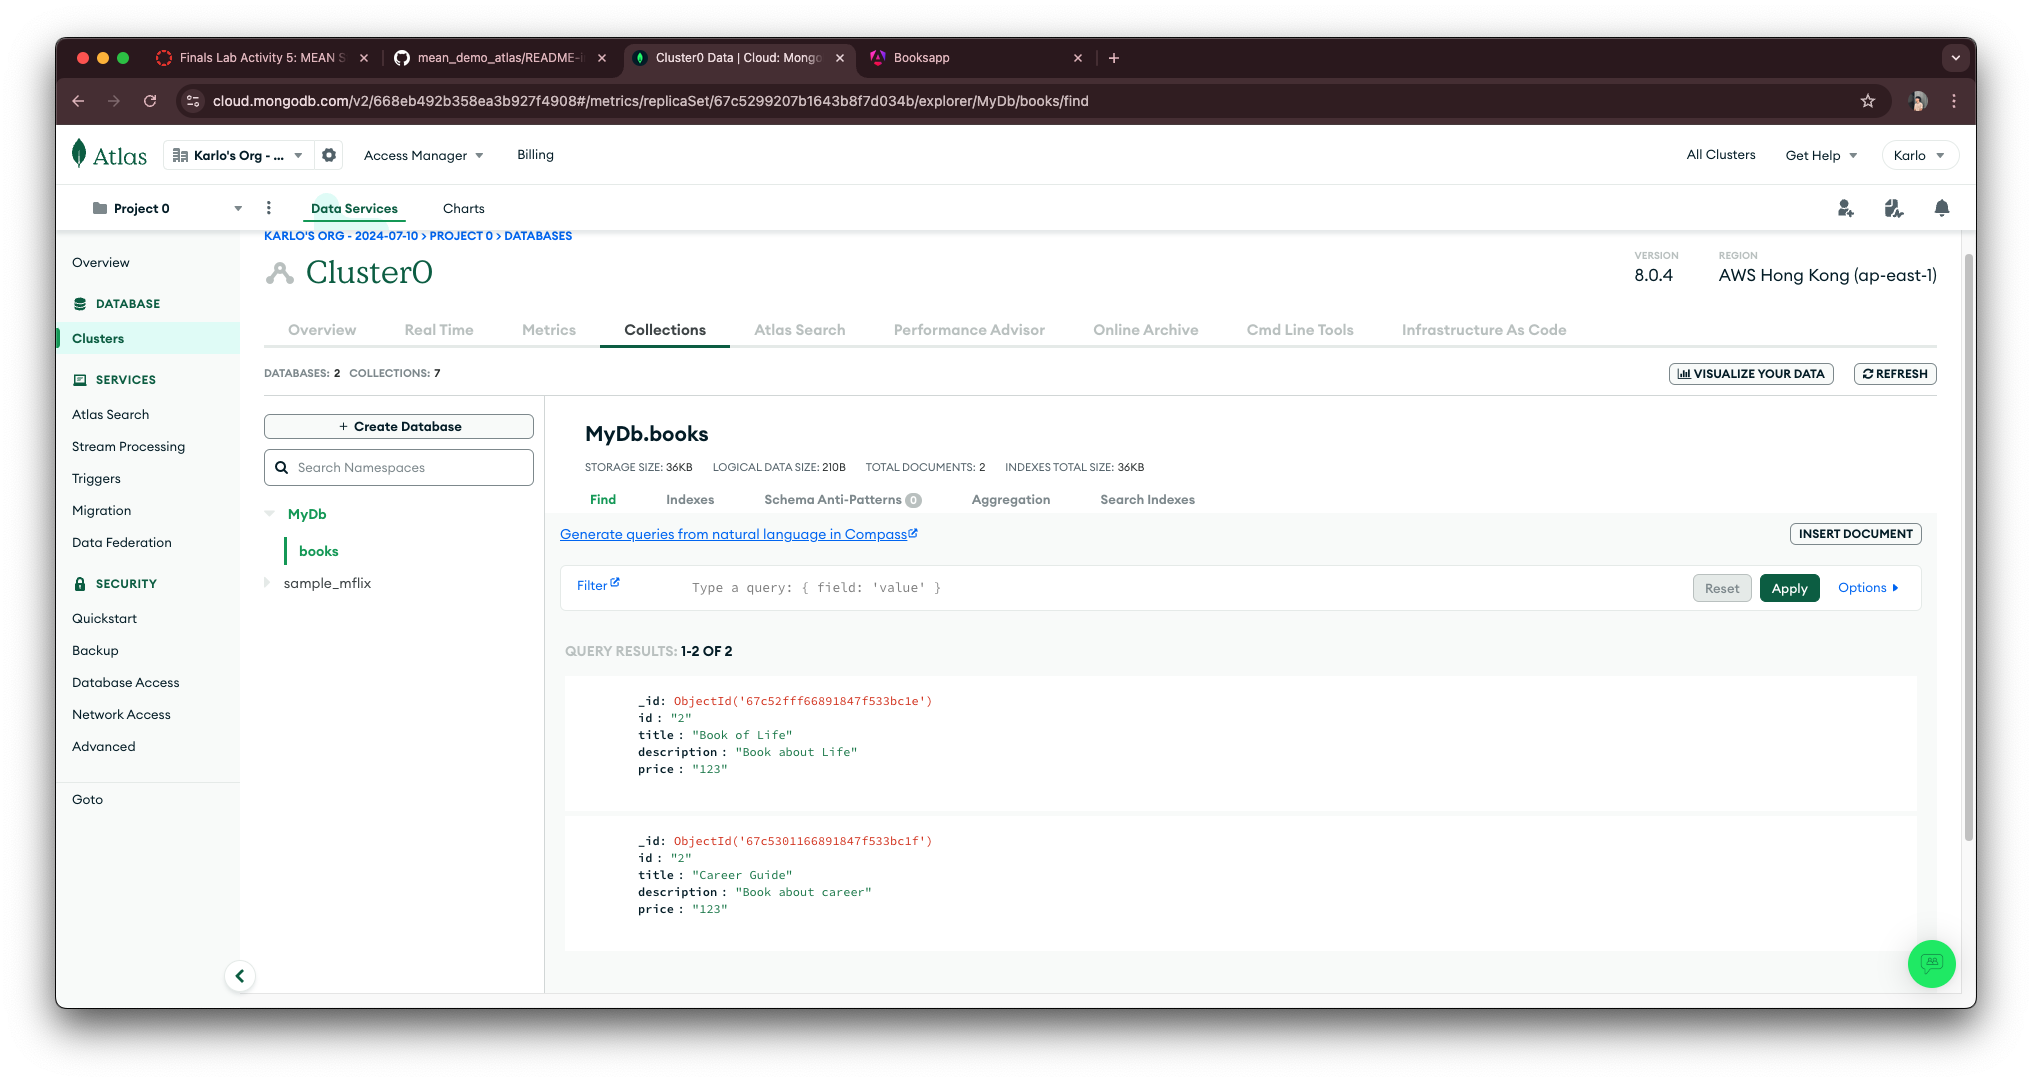 Finals Lab Activity 5: MEAN S
mean_demo_atlas/README-i
Cluster0 Data | Cloud: Mongo
Booksapp
cloud.mongodb.com/v2/668eb492b358ea3b927f4908#/metrics/replicaSet/67c5299207b1643b8f7d034b/explorer/MyDb/books/find
Atlas
Karlo's Org - ...
Access Manager
Billing
All Clusters
Get Help
Karlo
Project 0
Data Services
Charts
KARLO'S ORG - 2024-07-10 > PROJECT 0 > DATABASES
Cluster0
VERSION
8.0.4
REGION
AWS Hong Kong (ap-east-1)
Overview
DATABASE
Clusters
SERVICES
Atlas Search
Stream Processing
Triggers
Migration
Data Federation
SECURITY
Quickstart
Backup
Database Access
Network Access
Advanced
Goto
Overview
Real Time
Metrics
Collections
Atlas Search
Performance Advisor
Online Archive
Cmd Line Tools
Infrastructure As Code
DATABASES: 2 COLLECTIONS: 7
VISUALIZE YOUR DATA
REFRESH
+ Create Database
Search Namespaces
MyDb
books
sample_mflix
MyDb.books
STORAGE SIZE: 36KB LOGICAL DATA SIZE: 210B TOTAL DOCUMENTS: 2 INDEXES TOTAL SIZE: 36KB
Find
Indexes
Schema Anti-Patterns 0
Aggregation
Search Indexes
Generate queries from natural language in Compass
INSERT DOCUMENT
Filter
Type a query: { field: 'value' }
Reset
Apply
Options
QUERY RESULTS: 1-2 OF 2
_id: ObjectId('67c52fff66891847f533bc1e')
id : "2"
title : "Book of Life"
description : "Book about Life"
price : "123"
_id: ObjectId('67c5301166891847f533bc1f')
id : "2"
title : "Career Guide"
description : "Book about career"
price : "123"